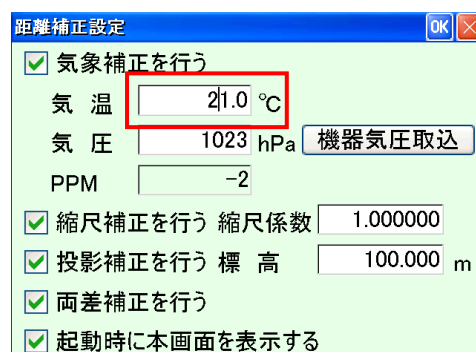 距離補正設定 OK
気象補正を行う
気 温 21.0 ℃
気 圧 1023 hPa 機器気圧取込
PPM -2
縮尺補正を行う 縮尺係数 1.000000
投影補正を行う 標 高 100.000 m
両差補正を行う
起動時に本画面を表示する